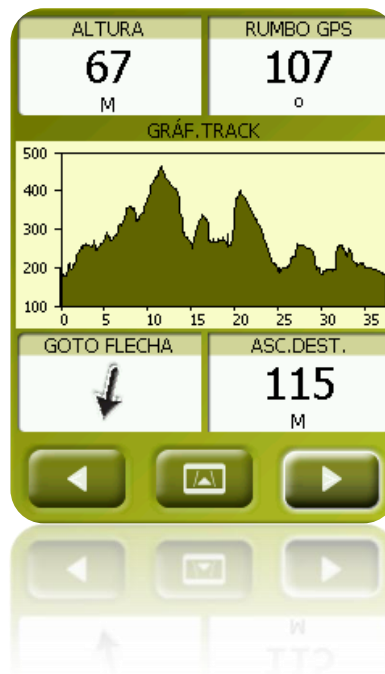 ALTURA
67
M
RUMBO GPS
107
o
GRÁF.TRACK
500
400
300
200
100
0 5 10 15 20 25 30 35
GOTO FLECHA
ASC.DEST.
115
M